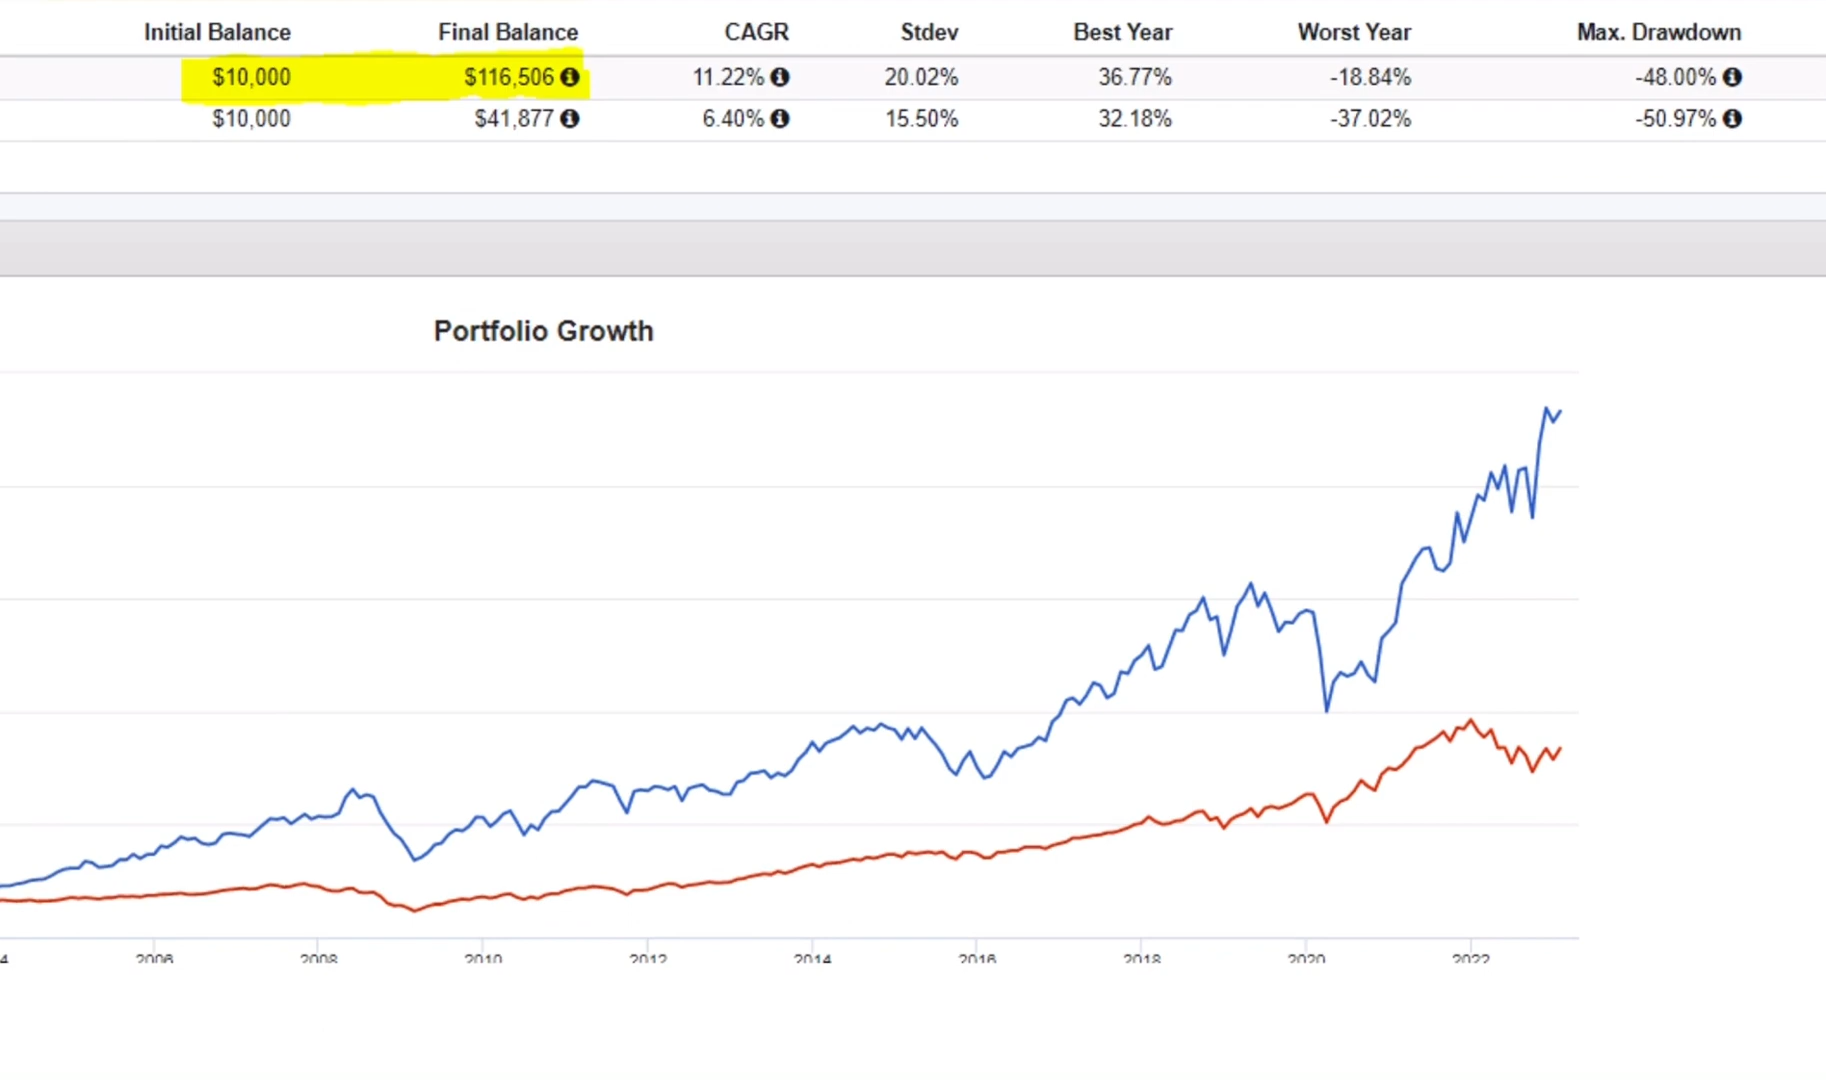 Initial Balance Final Balance CAGR Stdev Best Year Worst Year Max. Drawdown
$10,000 $116,506 11.22% 20.02% 36.77% -18.84% -48.00%
$10,000 $41,877 6.40% 15.50% 32.18% -37.02% -50.97%
Portfolio Growth
4 2006 2008 2010 2012 2014 2016 2018 2020 2022